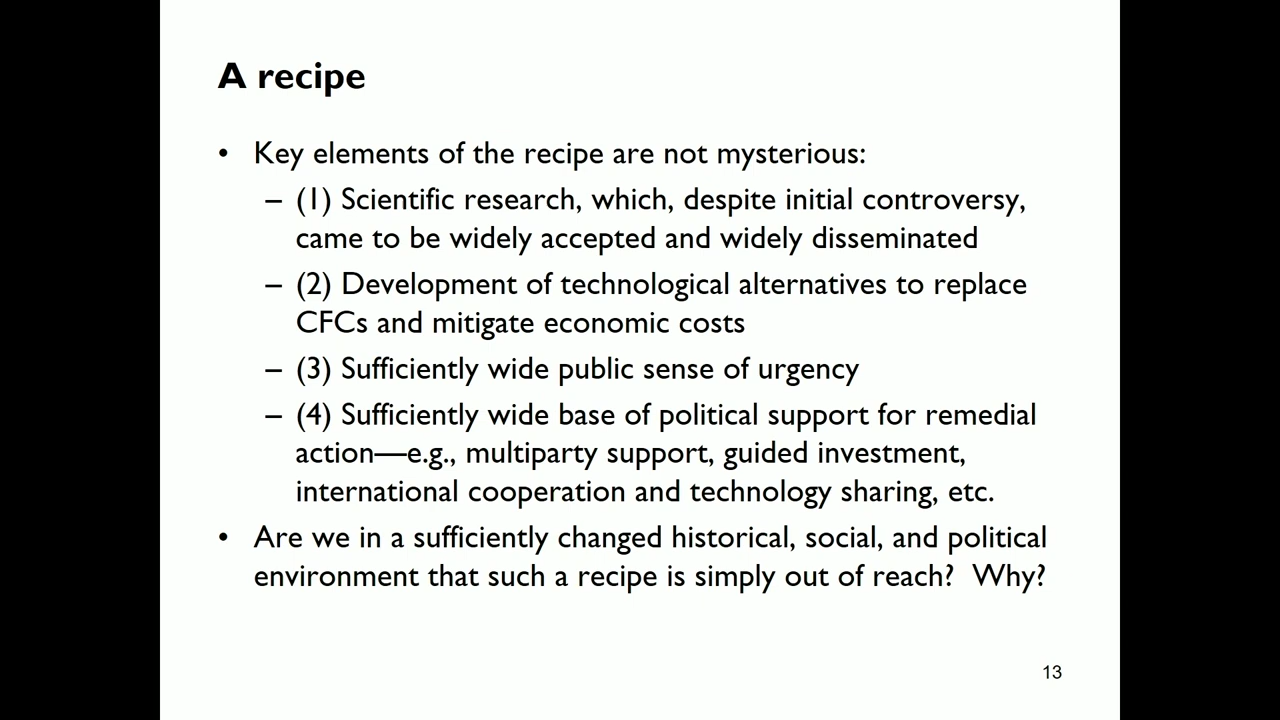 A recipe
• Key elements of the recipe are not mysterious:
– (1) Scientific research, which, despite initial controversy,
came to be widely accepted and widely disseminated
– (2) Development of technological alternatives to replace
CFCs and mitigate economic costs
– (3) Sufficiently wide public sense of urgency
– (4) Sufficiently wide base of political support for remedial
action—e.g., multiparty support, guided investment,
international cooperation and technology sharing, etc.
• Are we in a sufficiently changed historical, social, and political
environment that such a recipe is simply out of reach?  Why?
13